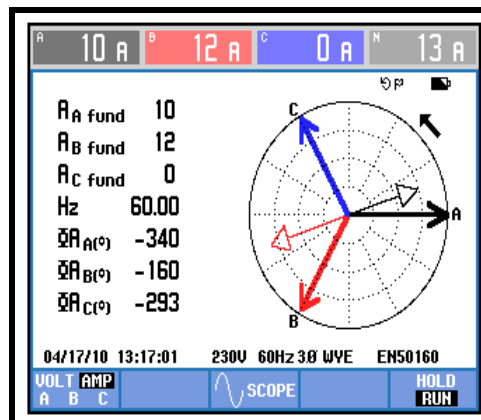 A 10 A B 12 A C 0 A N 13 A
A A fund 10
A B fund 12
A C fund 0
Hz 60.00
ΦA A(°) -340
ΦA B(°) -160
ΦA C(°) -293
C
A
B
04/17/10 13:17:01 230V 60Hz 3.Ø WYE EN50160
VOLT AMP
A B C
SCOPE
HOLD
RUN